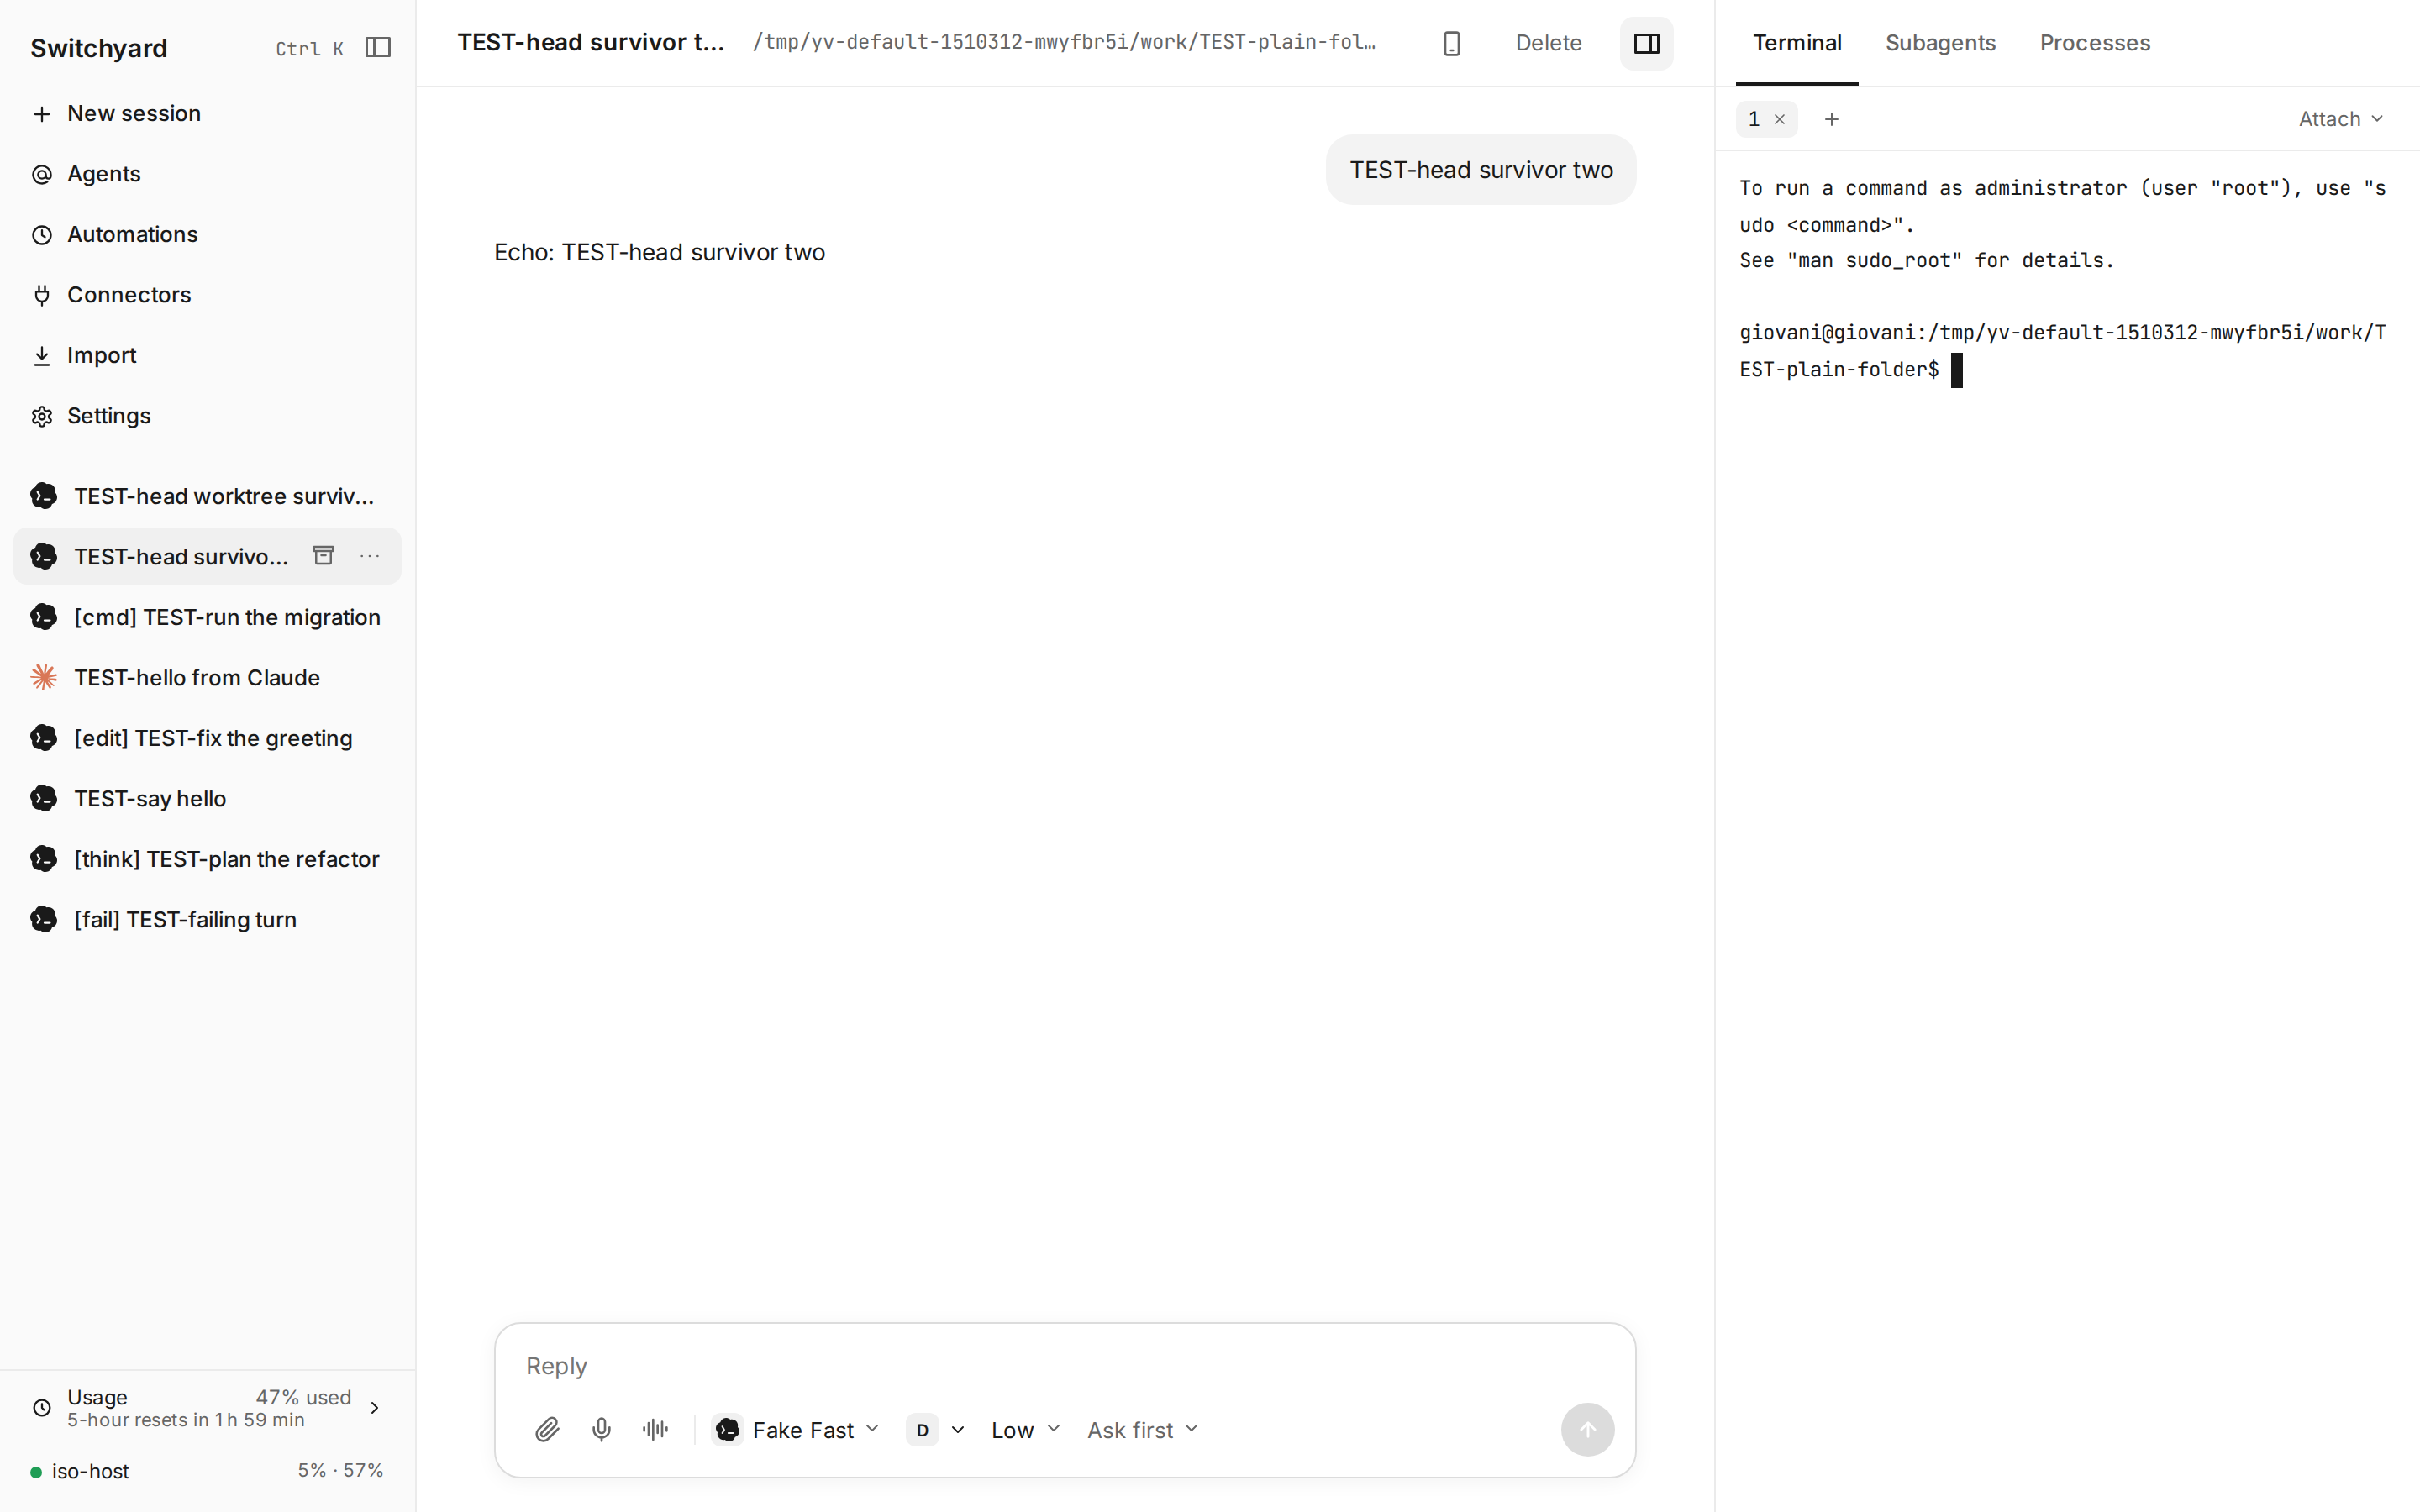 Switchyard
Ctrl K
New session
Agents
Automations
Connectors
Import
Settings
TEST-head worktree surviv...
TEST-head survivo...
[cmd] TEST-run the migration
TEST-hello from Claude
[edit] TEST-fix the greeting
TEST-say hello
[think] TEST-plan the refactor
[fail] TEST-failing turn
Usage
47% used
5-hour resets in 1 h 59 min
iso-host
5% · 57%
TEST-head survivor t...
/tmp/yv-default-1510312-mwyfbr5i/work/TEST-plain-fol...
Delete
TEST-head survivor two
Echo: TEST-head survivor two
Reply
Fake Fast
D
Low
Ask first
Terminal
Subagents
Processes
1
Attach
To run a command as administrator (user "root"), use "s
udo <command>".
See "man sudo_root" for details.
giovani@giovani:/tmp/yv-default-1510312-mwyfbr5i/work/T
EST-plain-folder$